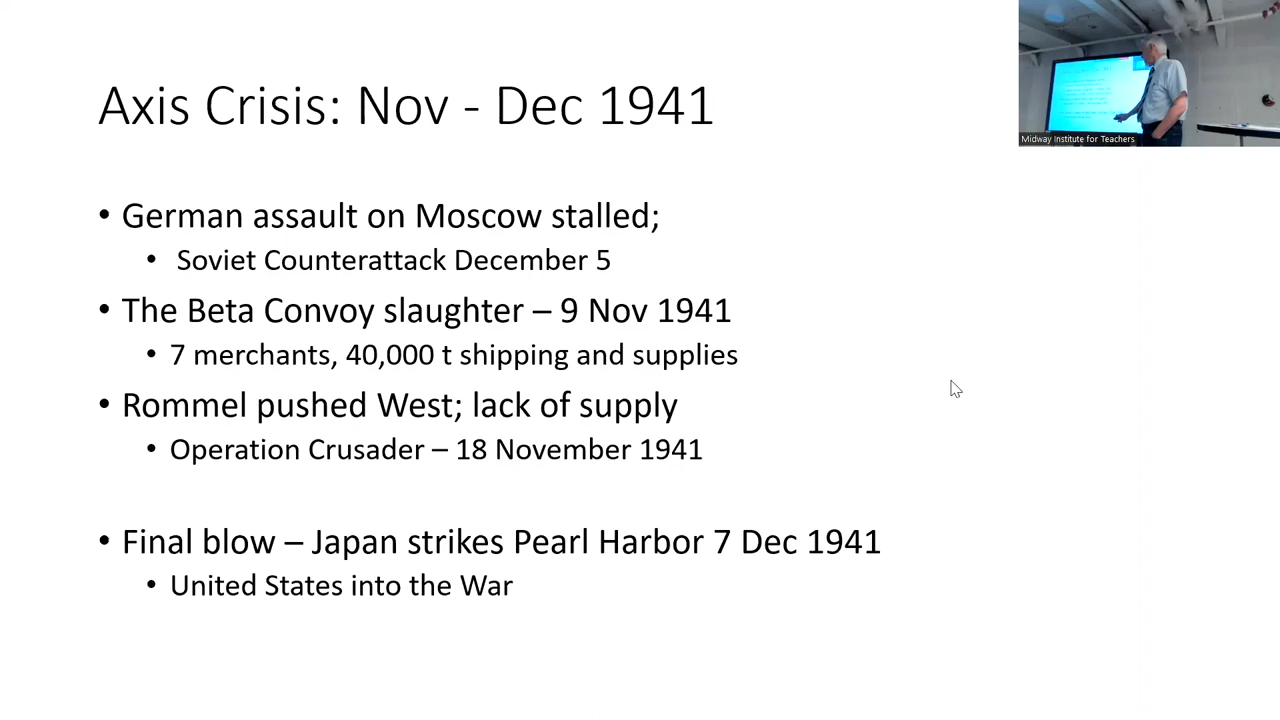 Axis Crisis: Nov - Dec 1941
Midway Institute for Teachers
• German assault on Moscow stalled;
• Soviet Counterattack December 5
• The Beta Convoy slaughter – 9 Nov 1941
• 7 merchants, 40,000 t shipping and supplies
• Rommel pushed West; lack of supply
• Operation Crusader – 18 November 1941
• Final blow – Japan strikes Pearl Harbor 7 Dec 1941
• United States into the War